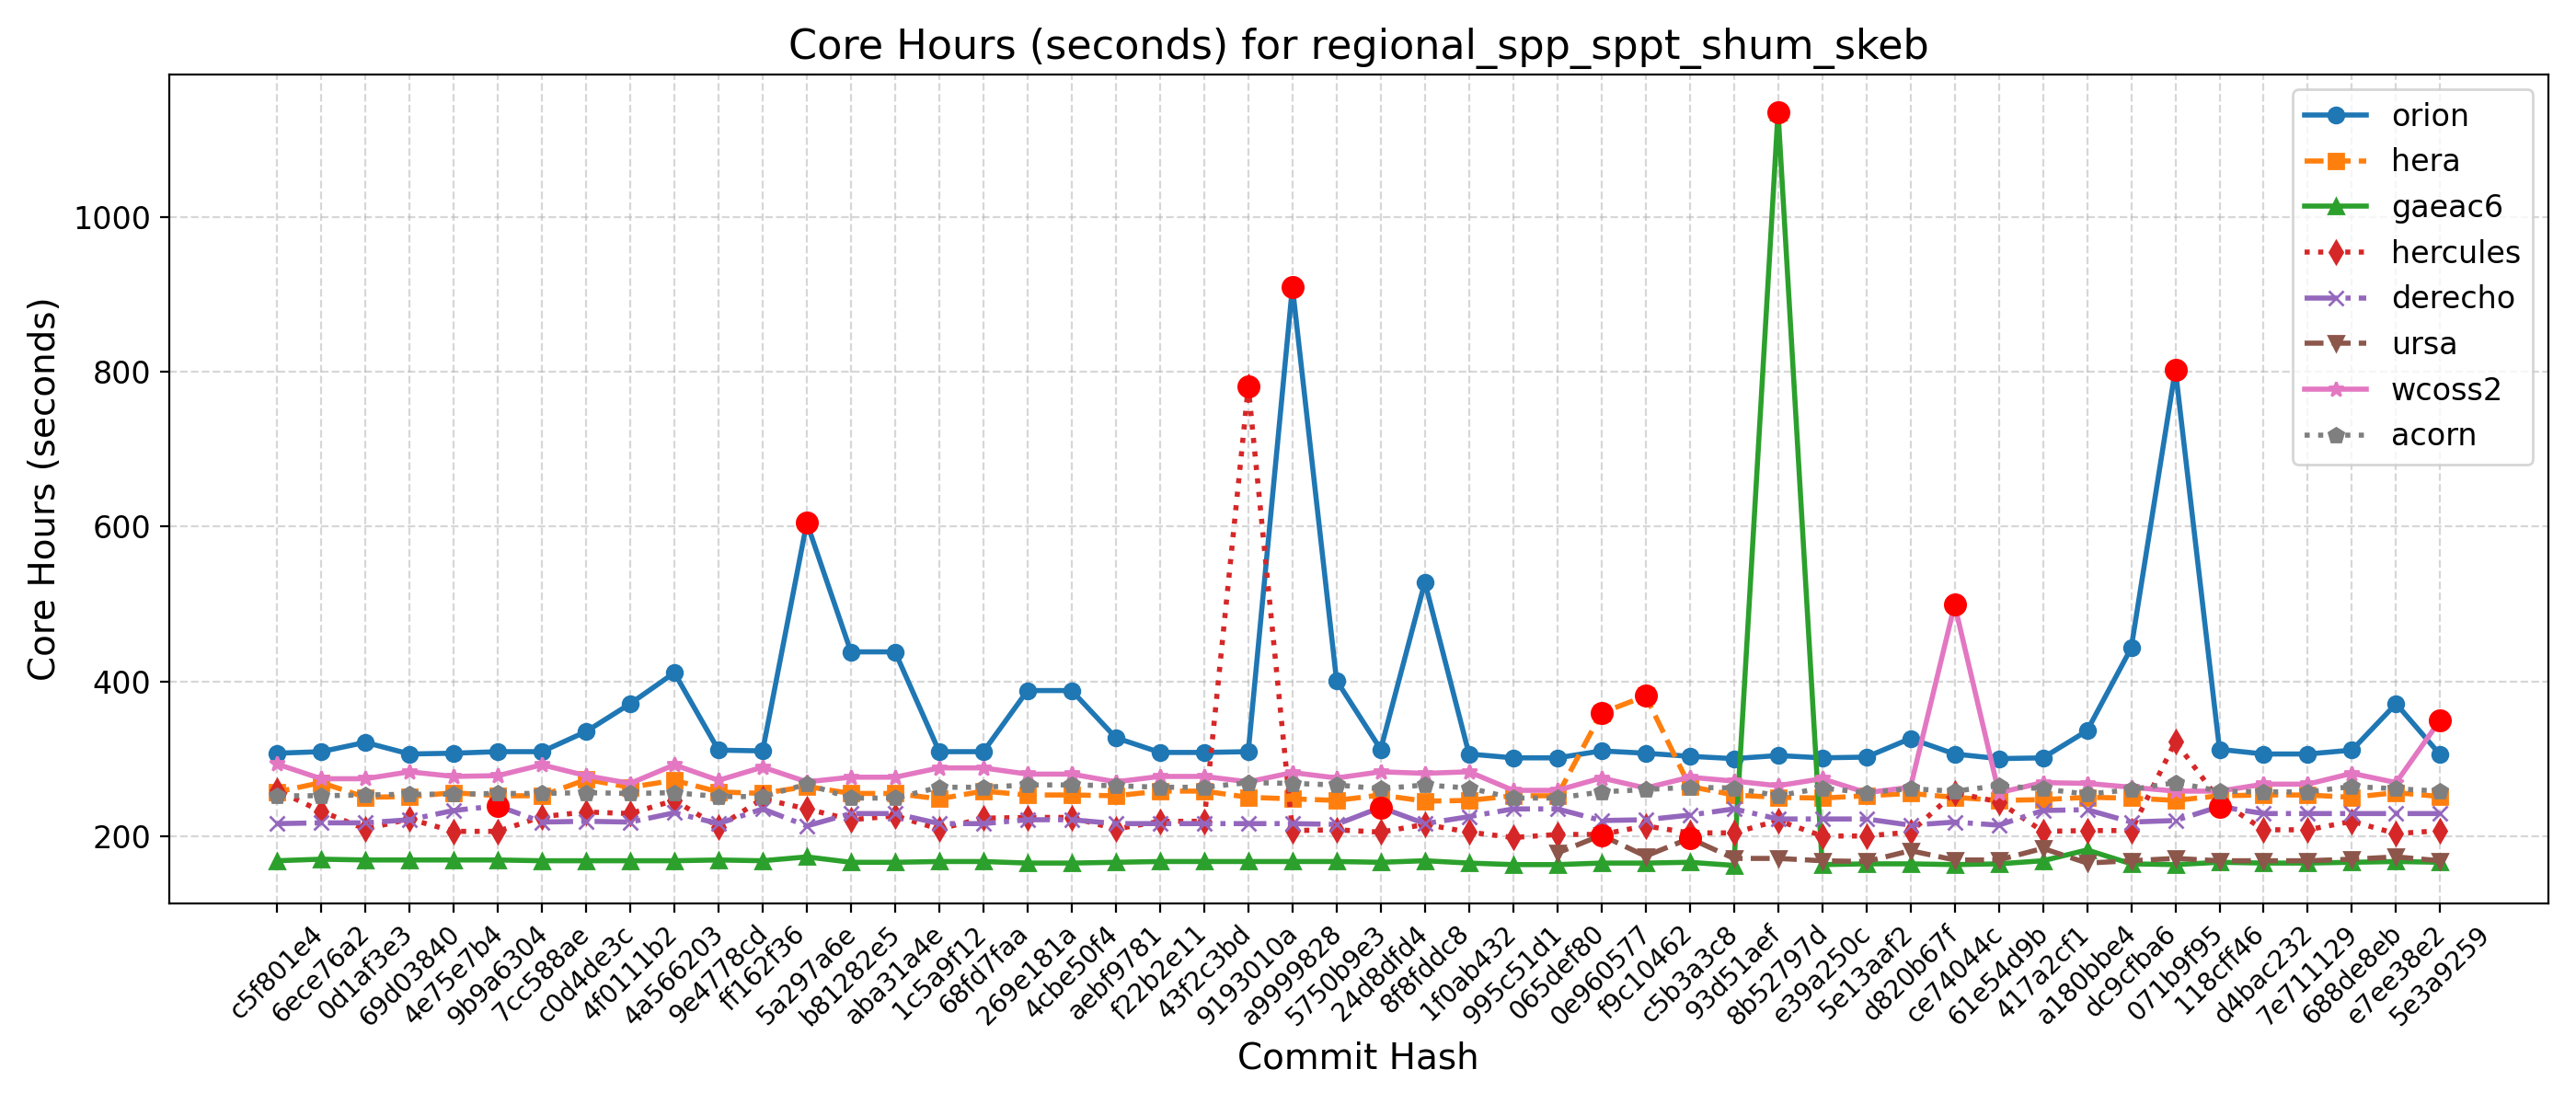 Core Hours (seconds) for regional_spp_sppt_shum_skeb
Core Hours (seconds)
1000
800
600
400
200
orion
hera
gaeac6
hercules
derecho
ursa
wcoss2
acorn
c5f801e4
6ece76a2
0d1af3e3
69d03840
4e75e7b4
9b9a6304
7cc588ae
c0d4de3c
4f0111b2
4a566203
9e4778cd
ff162f36
5a297a6e
b81282e5
aba31a4e
1c5a9f12
68fd7faa
269e181a
4cbe50f4
aebf9781
f22b2e11
43f2c3bd
9193010a
a9999828
5750b9e3
24d8dfd4
8f8fddc8
1f0ab432
995c51d1
065def80
0e960577
f9c10462
c5b3a3c8
93d51aef
8b52797d
e39a250c
5e13aaf2
d820b67f
ce74044c
61e54d9b
417a2cf1
a180bbe4
dc9cfba6
071b9f95
118cff46
d4bac232
7e711129
688de8eb
e7ee38e2
5e3a9259
Commit Hash